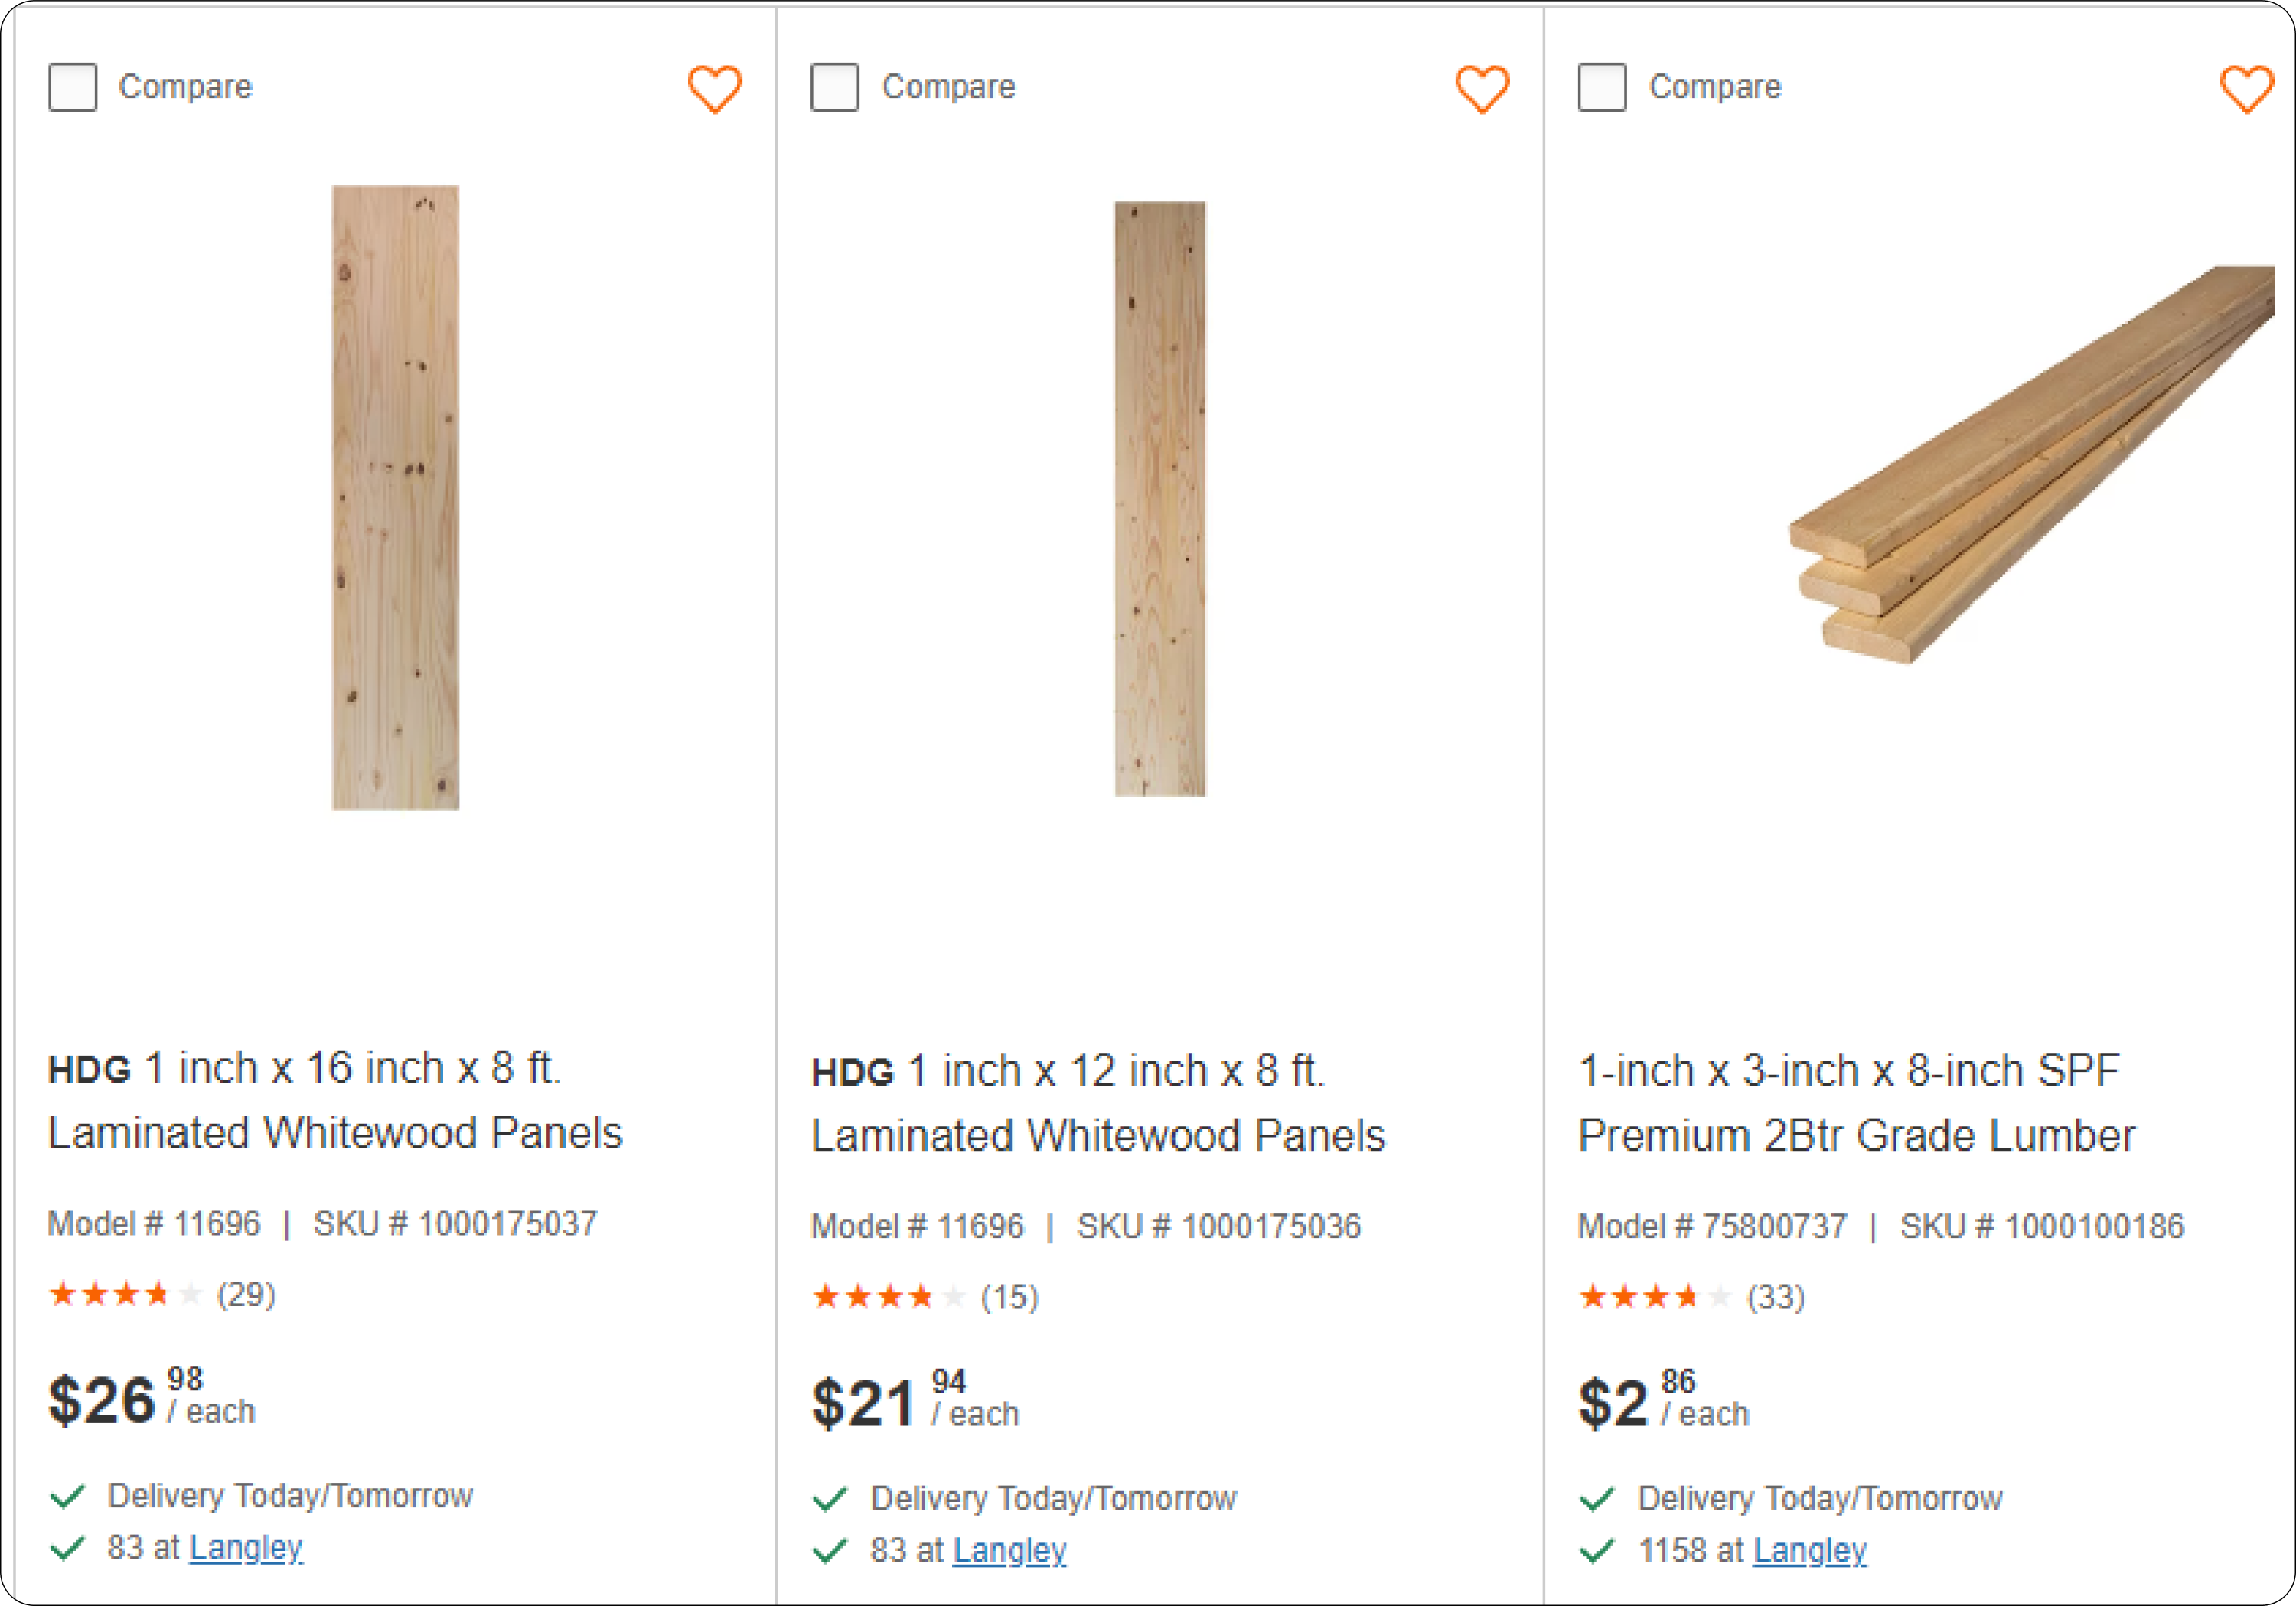 Compare
HDG 1 inch x 16 inch x 8 ft.
Laminated Whitewood Panels
Model # 11696 | SKU # 1000175037
(29)
$26 98 / each
Delivery Today/Tomorrow
83 at Langley
Compare
HDG 1 inch x 12 inch x 8 ft.
Laminated Whitewood Panels
Model # 11696 | SKU # 1000175036
(15)
$21 94 / each
Delivery Today/Tomorrow
83 at Langley
Compare
1-inch x 3-inch x 8-inch SPF
Premium 2Btr Grade Lumber
Model # 75800737 | SKU # 1000100186
(33)
$2 86 / each
Delivery Today/Tomorrow
1158 at Langley